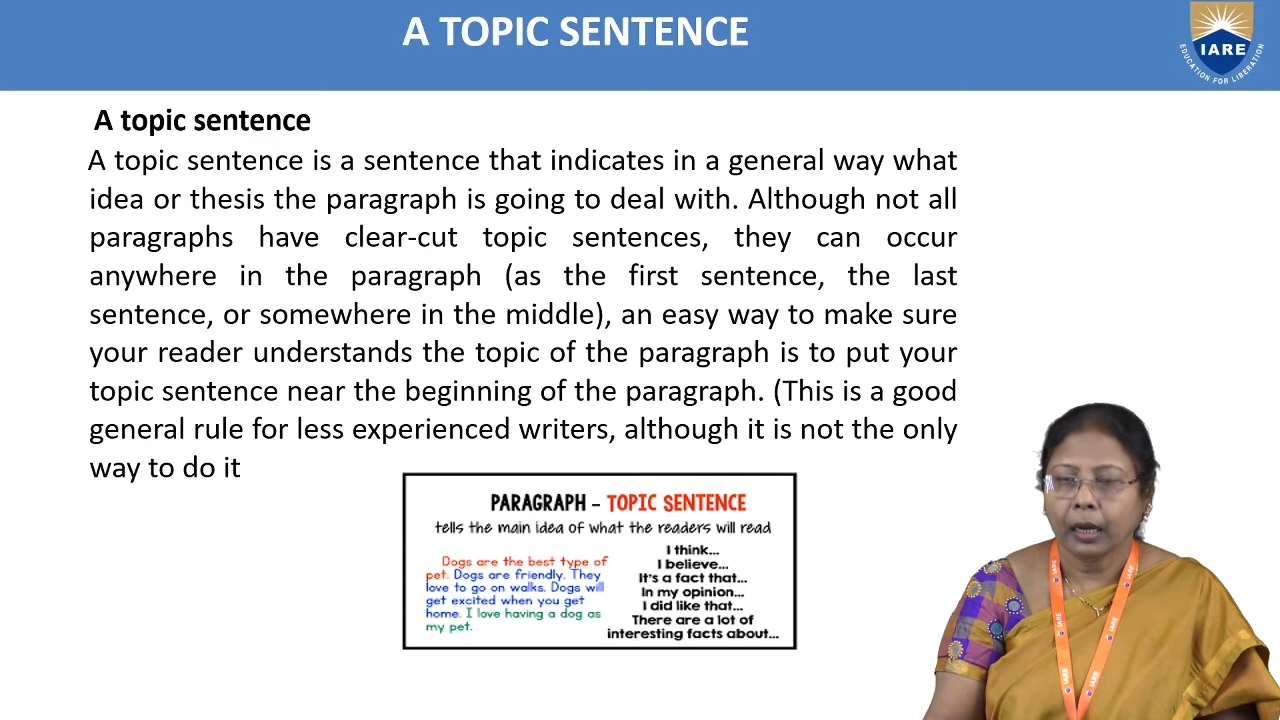 A TOPIC SENTENCE
IARE
EDUCATION FOR LIBERATION
A topic sentence
A topic sentence is a sentence that indicates in a general way what
idea or thesis the paragraph is going to deal with. Although not all
paragraphs have clear-cut topic sentences, they can occur
anywhere in the paragraph (as the first sentence, the last
sentence, or somewhere in the middle), an easy way to make sure
your reader understands the topic of the paragraph is to put your
topic sentence near the beginning of the paragraph. (This is a good
general rule for less experienced writers, although it is not the only
way to do it
PARAGRAPH – TOPIC SENTENCE
tells the main idea of what the readers will read
Dogs are the best type of
pet. Dogs are friendly. They
love to go on walks. Dogs will
get excited when you get
home. I love having a dog as
my pet.
I think...
I believe...
It's a fact that...
In my opinion...
I did like that...
There are a lot of
interesting facts about...
IARE
IARE
IARE
IARE